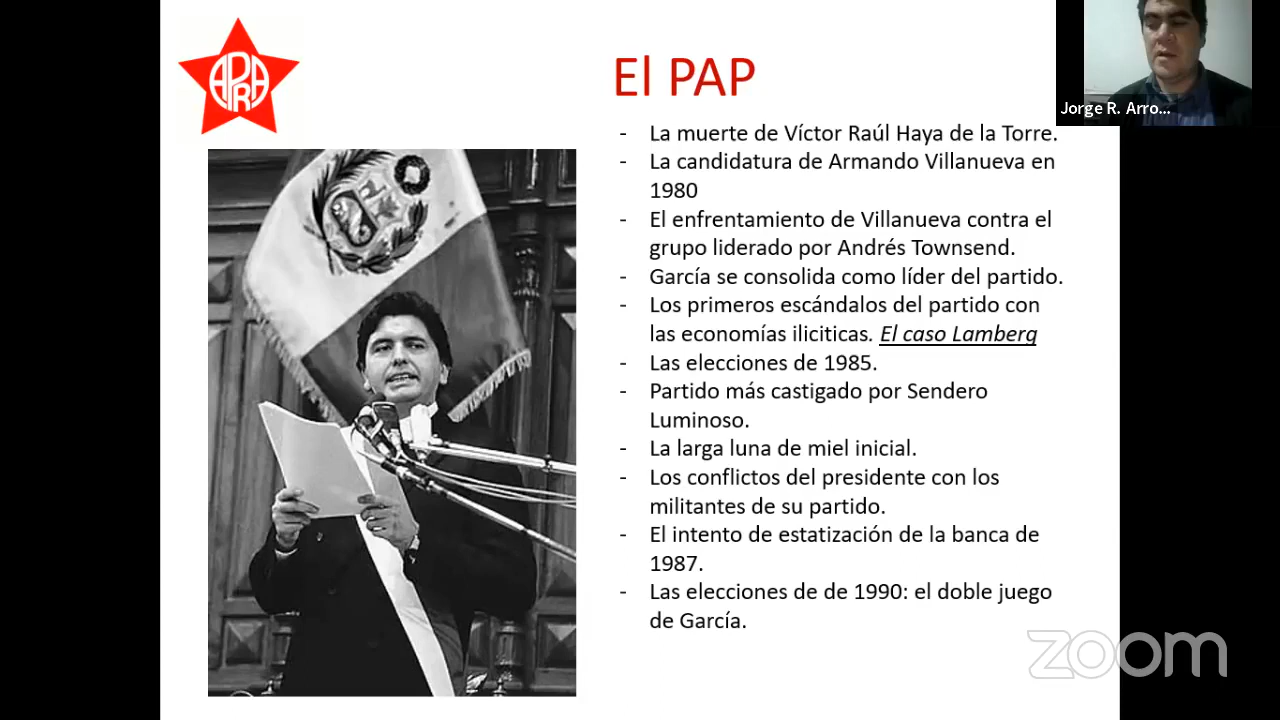 APRA
El PAP
Jorge R. Arro...
- La muerte de Víctor Raúl Haya de la Torre.
- La candidatura de Armando Villanueva en
1980
- El enfrentamiento de Villanueva contra el
grupo liderado por Andrés Townsend.
- García se consolida como líder del partido.
- Los primeros escándalos del partido con
las economías iliciticas. El caso Lamberg
- Las elecciones de 1985.
- Partido más castigado por Sendero
Luminoso.
- La larga luna de miel inicial.
- Los conflictos del presidente con los
militantes de su partido.
- El intento de estatización de la banca de
1987.
- Las elecciones de de 1990: el doble juego
de García.
zoom